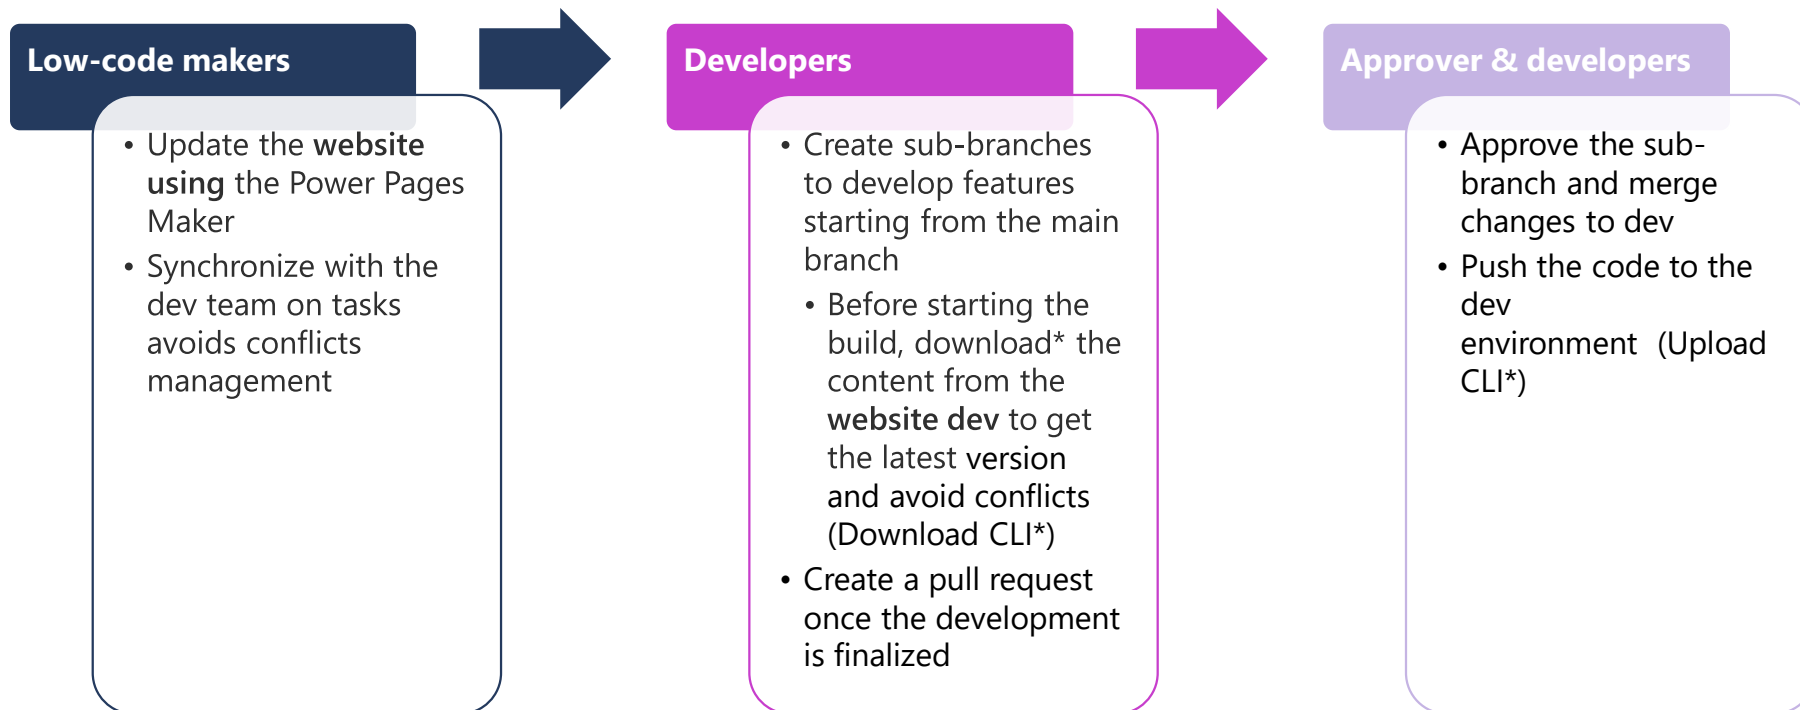 Low-code makers
• Update the website
using the Power Pages
Maker
• Synchronize with the
dev team on tasks
avoids conflicts
management
Developers
• Create sub-branches
to develop features
starting from the main
branch
• Before starting the
build, download* the
content from the
website dev to get
the latest version
and avoid conflicts
(Download CLI*)
• Create a pull request
once the development
is finalized
Approver & developers
• Approve the sub-
branch and merge
changes to dev
• Push the code to the
dev
environment  (Upload
CLI*)